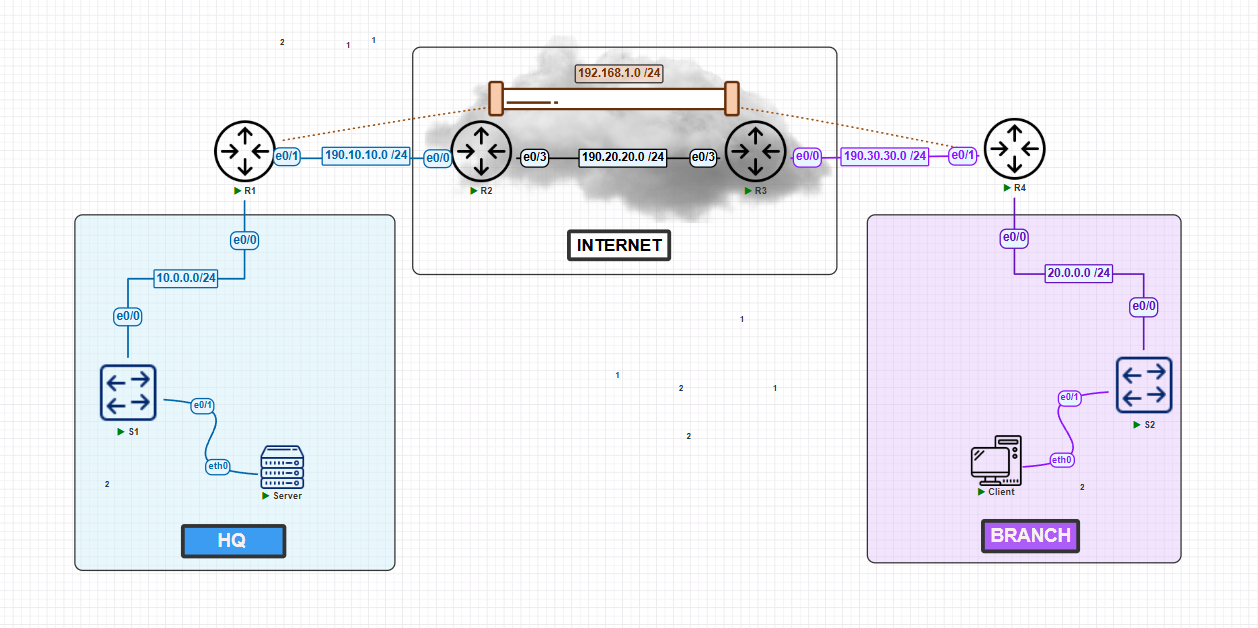 2
1
1
192.168.1.0 /24
e0/1
190.10.10.0 /24
e0/0
e0/3
190.20.20.0 /24
e0/3
e0/0
190.30.30.0 /24
e0/1
R1
R2
R3
R4
INTERNET
e0/0
10.0.0.0/24
e0/0
S1
e0/1
eth0
Server
2
HQ
1
1
2
1
2
e0/0
20.0.0.0 /24
e0/0
S2
e0/1
eth0
Client
2
BRANCH